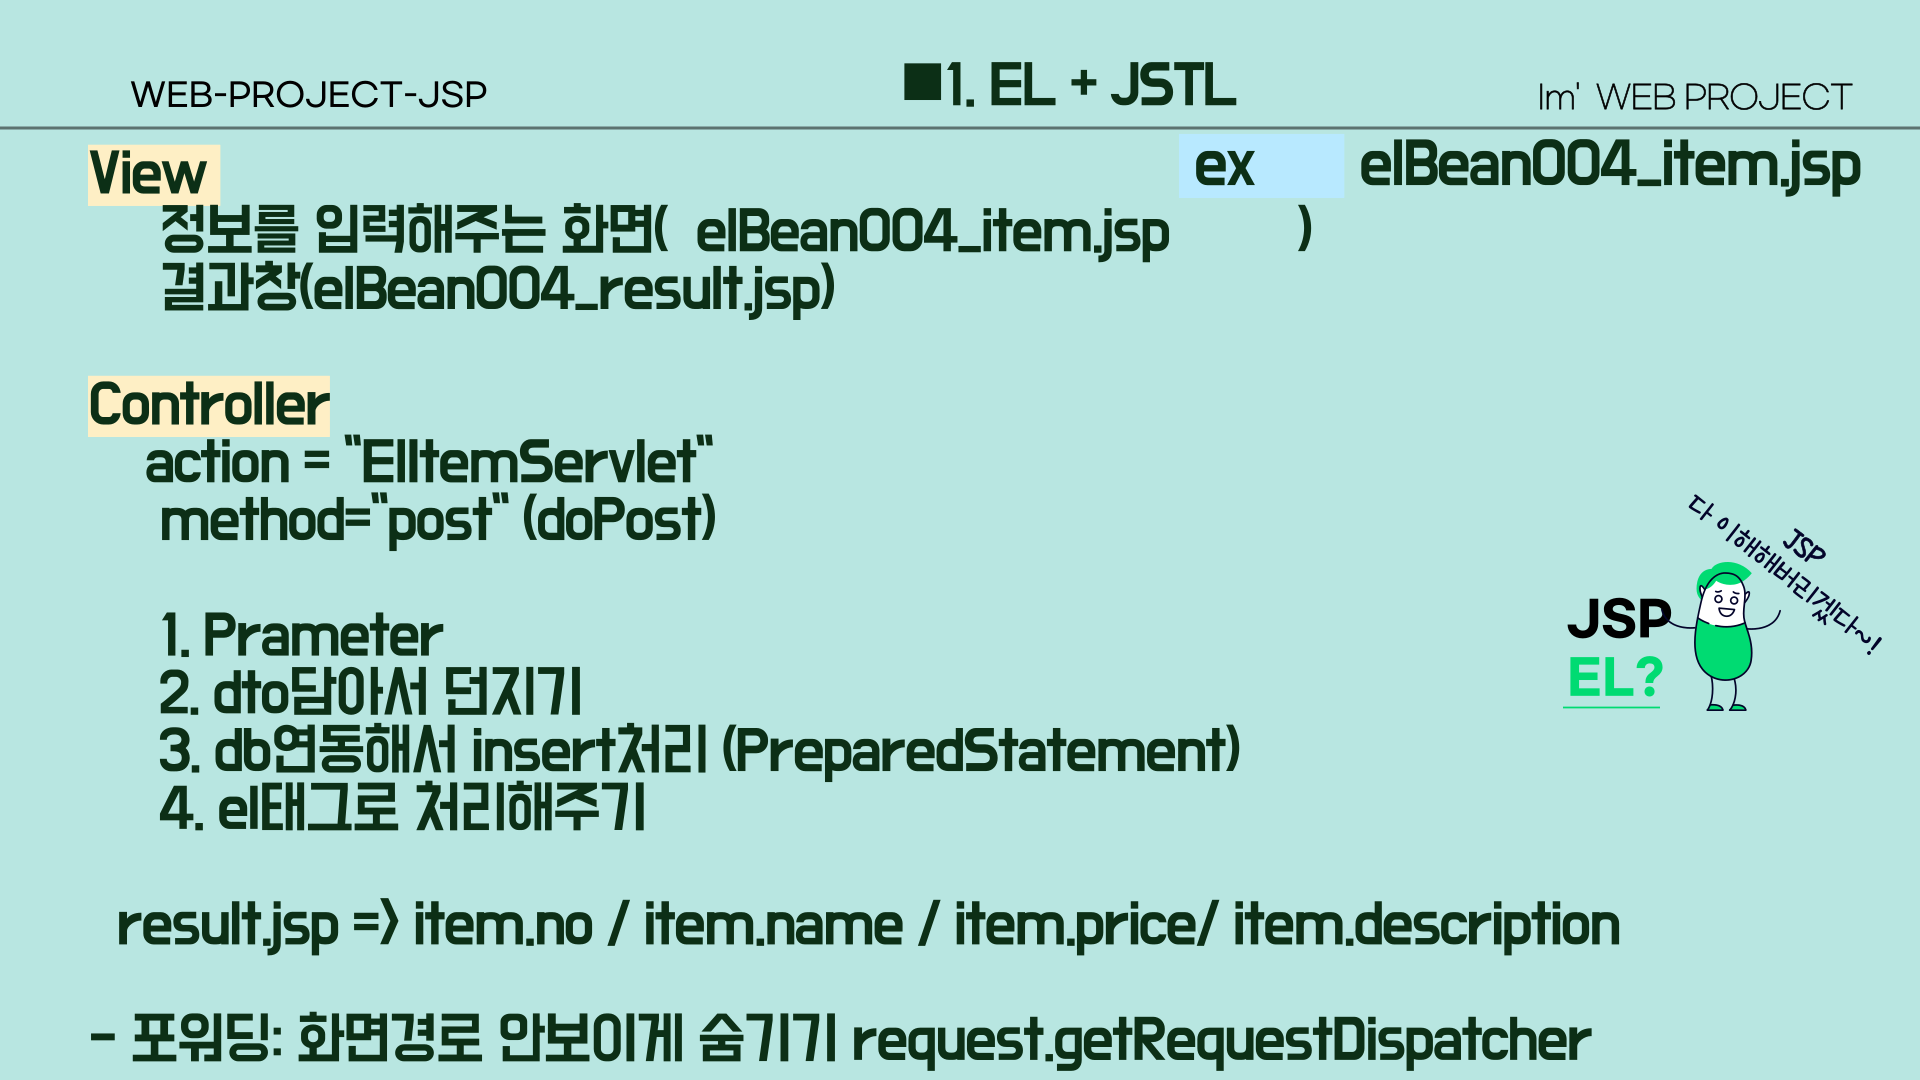 WEB-PROJECT-JSP
■1. EL + JSTL
Im' WEB PROJECT
View
ex elBean004_item.jsp
정보를 입력해주는 화면( elBean004_item.jsp )
결과창(elBean004_result.jsp)
Controller
action = "ElItemServlet"
method="post" (doPost)
1. Prameter
2. dto담아서 던지기
3. db연동해서 insert처리 (PreparedStatement)
4. el태그로 처리해주기
JSP
다 이해해버리겠다~!
JSP
EL?
result.jsp => item.no / item.name / item.price/ item.description
- 포워딩: 화면경로 안보이게 숨기기 request.getRequestDispatcher